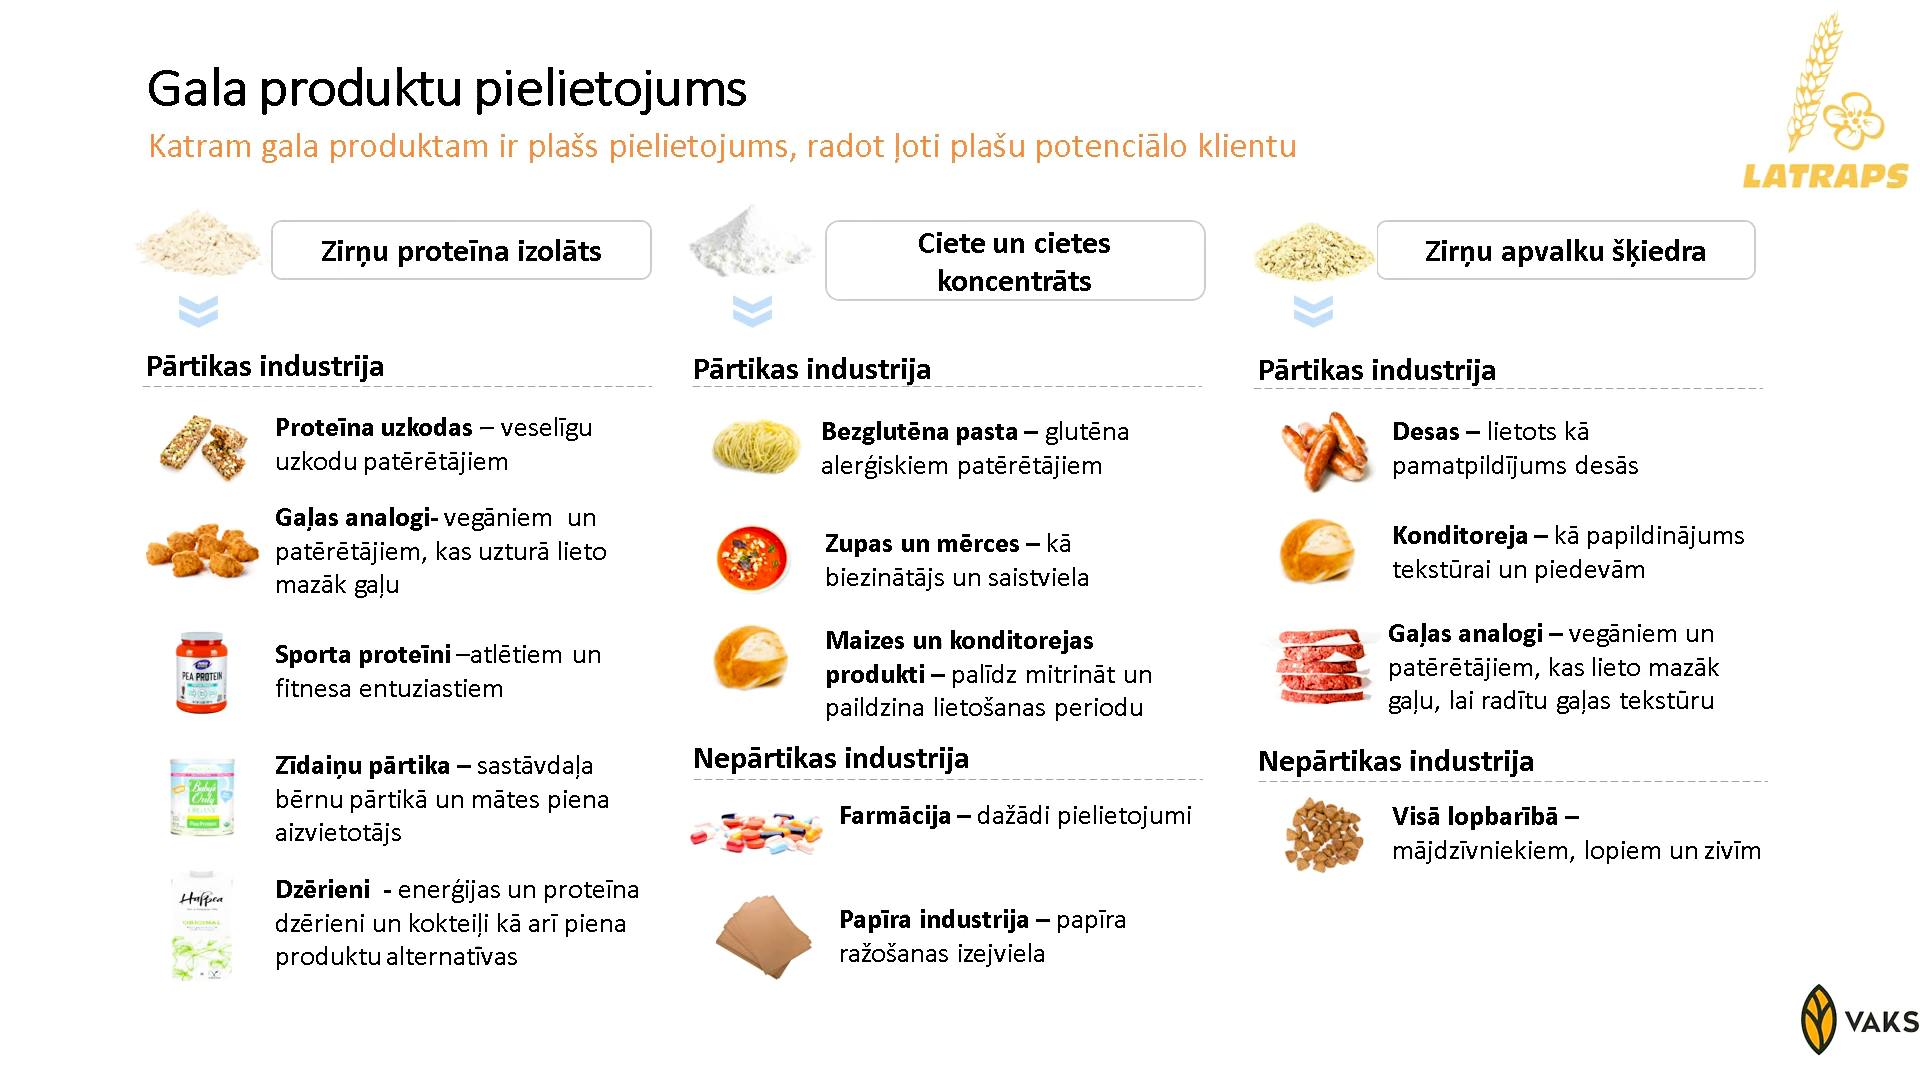 Gala produktu pielietojums
Katram gala produktam ir plašs pielietojums, radot ļoti plašu potenciālo klientu
LATRAPS
Zirņu proteīna izolāts
Pārtikas industrija
Proteīna uzkodas – veselīgu
uzkodu patērētājiem
Gaļas analogi- vegāniem un
patērētājiem, kas uzturā lieto
mazāk gaļu
PEA PROTEIN
Sporta proteīni –atlētiem un
fitnesa entuziastiem
Baby's
Only
ORGANIC
Zīdaiņu pārtika – sastāvdaļa
bērnu pārtikā un mātes piena
aizvietotājs
ORIGINAL
Dzērieni - enerģijas un proteīna
dzērieni un kokteiļi kā arī piena
produktu alternatīvas
Ciete un cietes
koncentrāts
Pārtikas industrija
Bezglutēna pasta – glutēna
alerģiskiem patērētājiem
Zupas un mērces – kā
biezinātājs un saistviela
Maizes un konditorejas
produkti – palīdz mitrināt un
paildzina lietošanas periodu
Nepārtikas industrija
Farmācija – dažādi pielietojumi
Papīra industrija – papīra
ražošanas izejviela
Zirņu apvalku šķiedra
Pārtikas industrija
Desas – lietots kā
pamatpildījums desās
Konditoreja – kā papildinājums
tekstūrai un piedevām
Gaļas analogi – vegāniem un
patērētājiem, kas lieto mazāk
gaļu, lai radītu gaļas tekstūru
Nepārtikas industrija
Visā lopbarībā –
mājdzīvniekiem, lopiem un zivīm
VAKS